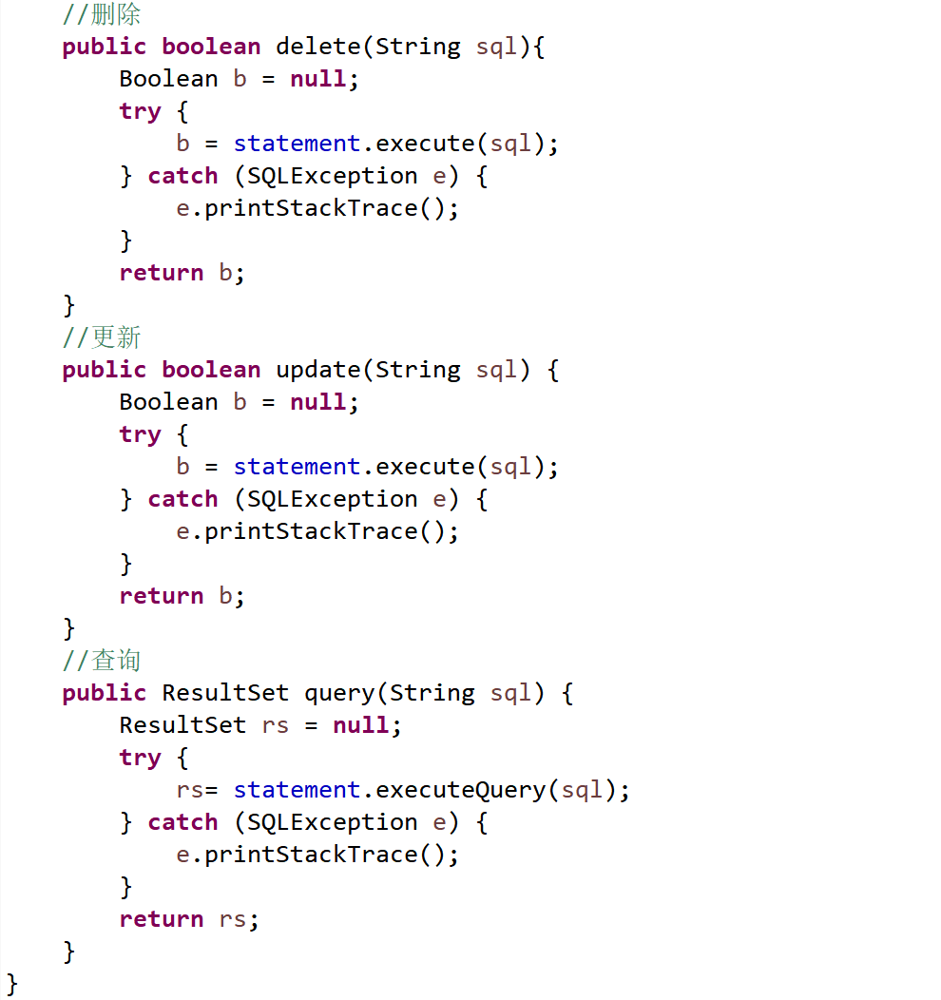 //删除
public boolean delete(String sql){
Boolean b = null;
try {
b = statement.execute(sql);
} catch (SQLException e) {
e.printStackTrace();
}
return b;
}
//更新
public boolean update(String sql) {
Boolean b = null;
try {
b = statement.execute(sql);
} catch (SQLException e) {
e.printStackTrace();
}
return b;
}
//查询
public ResultSet query(String sql) {
ResultSet rs = null;
try {
rs= statement.executeQuery(sql);
} catch (SQLException e) {
e.printStackTrace();
}
return rs;
}
}